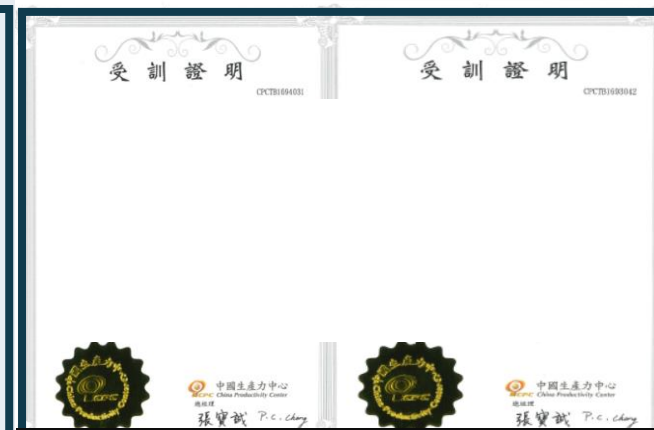 受訓證明
CPCTB1694031
中國生產力中心
CPC China Productivity Center
總經理
張寶誠 P.C. Chang
受訓證明
CPCTB1693042
中國生產力中心
CPC China Productivity Center
總經理
張寶誠 P.C. Chang